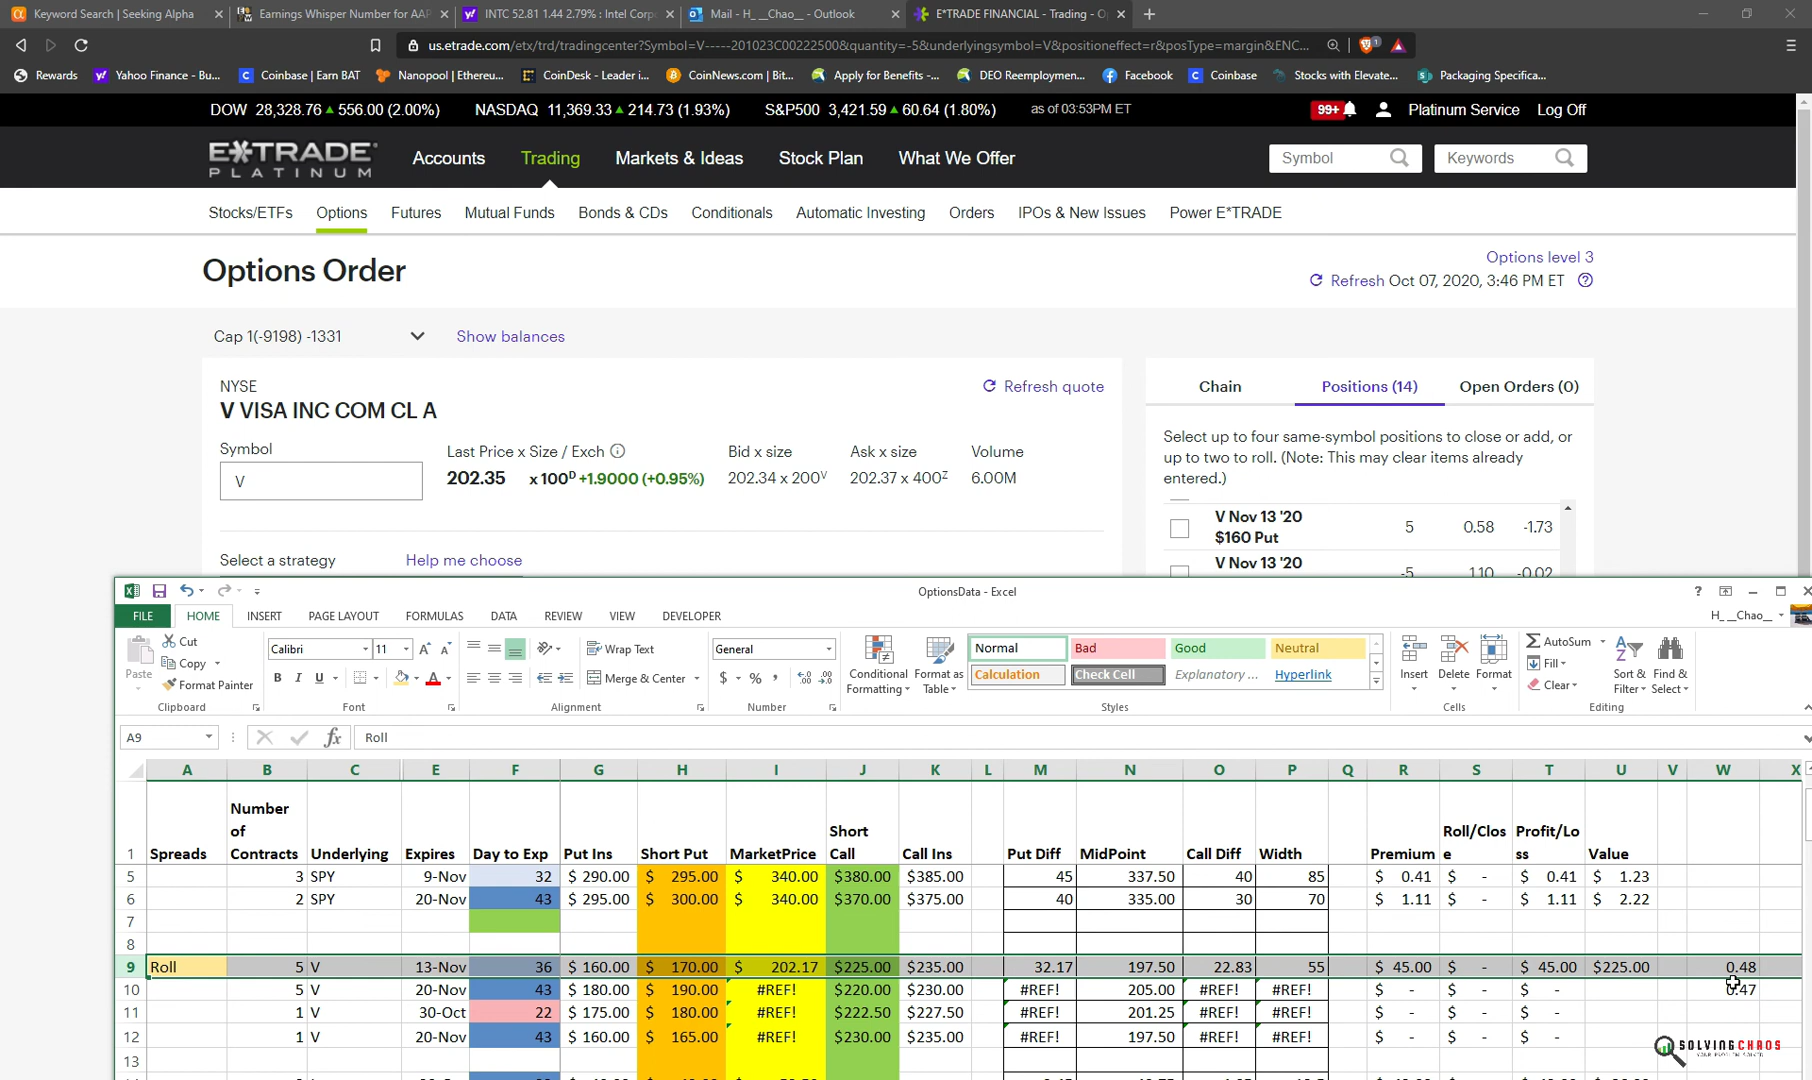 Keyword Search | Seeking Alpha
Earnings Whisper Number for AAP
INTC 52.81 1.44 2.79% : Intel Corpo
Mail - H_ __Chao__ - Outlook
E*TRADE FINANCIAL - Trading - Op
us.etrade.com/etx/trd/tradingcenter?Symbol=V-----201023C00222500&quantity=-5&underlyingsymbol=V&positioneffect=r&posType=margin&ENC...
Rewards
Yahoo Finance - Bu...
Coinbase | Earn BAT
Nanopool | Ethereu...
CoinDesk - Leader i...
CoinNews.com | Bit...
Apply for Benefits -...
DEO Reemploymen...
Facebook
Coinbase
Stocks with Elevate...
Packaging Specifica...
DOW 28,328.76 ▲ 556.00 (2.00%) NASDAQ 11,369.33 ▲ 214.73 (1.93%) S&P500 3,421.59 ▲ 60.64 (1.80%) as of 03:53PM ET 99+ Platinum Service Log Off
E*TRADE
PLATINUM
Accounts Trading Markets & Ideas Stock Plan What We Offer Symbol Keywords
Stocks/ETFs Options Futures Mutual Funds Bonds & CDs Conditionals Automatic Investing Orders IPOs & New Issues Power E*TRADE
Options Order
Options level 3
Refresh Oct 07, 2020, 3:46 PM ET
Cap 1(-9198) -1331 Show balances
NYSE
Refresh quote
V VISA INC COM CL A
Symbol Last Price x Size / Exch Bid x size Ask x size Volume
V 202.35 x 100D +1.9000 (+0.95%) 202.34 x 200V 202.37 x 400Z 6.00M
Select a strategy Help me choose
Chain Positions (14) Open Orders (0)
Select up to four same-symbol positions to close or add, or
up to two to roll. (Note: This may clear items already
entered.)
V Nov 13 '20
$160 Put 5 0.58 -1.73
V Nov 13 '20
-5 1.10 -0.02
OptionsData - Excel
FILE HOME INSERT PAGE LAYOUT FORMULAS DATA REVIEW VIEW DEVELOPER H_ __Chao__
Paste
Cut
Copy
Format Painter
Clipboard
Calibri 11
B I U
Font
Wrap Text
Merge & Center
Alignment
General
$ % ,
Number
Conditional
Formatting
Format as
Table
Normal Bad Good Neutral
Calculation Check Cell Explanatory ... Hyperlink
Styles
Insert Delete Format
Cells
AutoSum
Fill
Clear
Sort &
Filter
Find &
Select
Editing
A9 fx Roll
A B C E F G H I J K L M N O P Q R S T U V W X
1 Spreads Number of Contracts Underlying Expires Day to Exp Put Ins Short Put MarketPrice Short Call Call Ins Put Diff MidPoint Call Diff Width Premium Roll/Close Profit/Loss Value
5 3 SPY 9-Nov 32 $ 290.00 $ 295.00 $ 340.00 $380.00 $385.00 45 337.50 40 85 $ 0.41 $ - $ 0.41 $ 1.23
6 2 SPY 20-Nov 43 $ 295.00 $ 300.00 $ 340.00 $370.00 $375.00 40 335.00 30 70 $ 1.11 $ - $ 1.11 $ 2.22
7
8
9 Roll 5 V 13-Nov 36 $ 160.00 $ 170.00 $ 202.17 $225.00 $235.00 32.17 197.50 22.83 55 $ 45.00 $ - $ 45.00 $225.00 0.48
10 5 V 20-Nov 43 $ 180.00 $ 190.00 #REF! $220.00 $230.00 #REF! 205.00 #REF! #REF! $ - $ - $ - 0.47
11 1 V 30-Oct 22 $ 175.00 $ 180.00 #REF! $222.50 $227.50 #REF! 201.25 #REF! #REF! $ - $ - $ -
12 1 V 20-Nov 43 $ 160.00 $ 165.00 #REF! $230.00 $235.00 #REF! 197.50 #REF! #REF! $ - $ - $ -
13
SOLVINGCHAOS